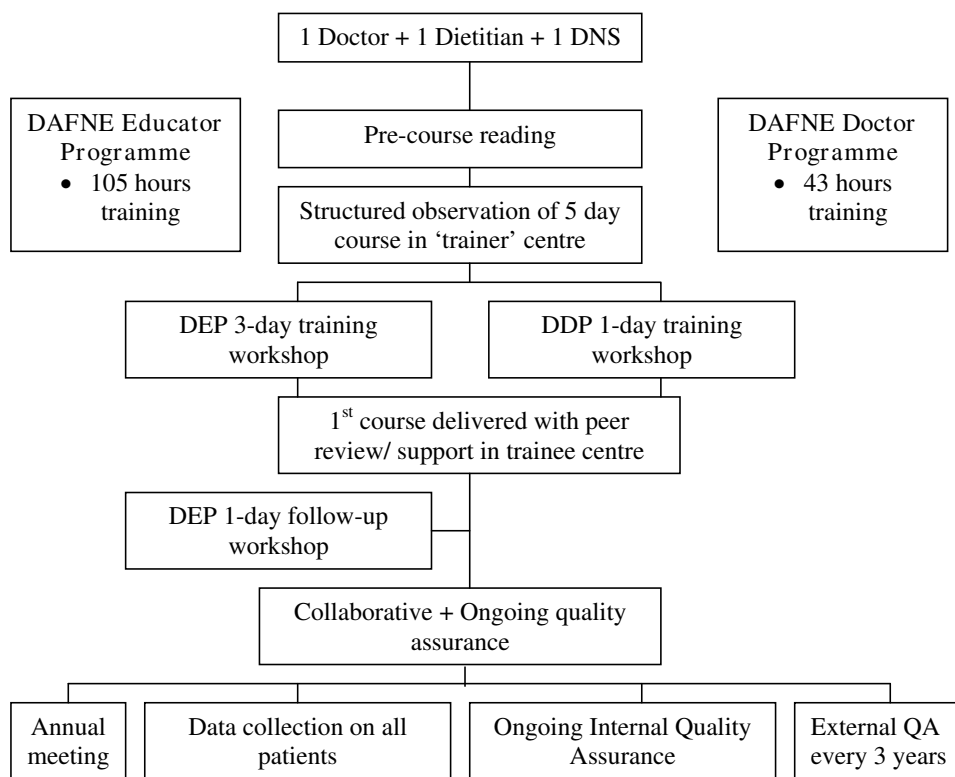 1 Doctor + 1 Dietitian + 1 DNS
DAFNE Educator
Programme
• 105 hours
training
Pre-course reading
DAFNE Doctor
Programme
• 43 hours
training
Structured observation of 5 day
course in ‘trainer’ centre
DEP 3-day training
workshop
DDP 1-day training
workshop
1st course delivered with peer
review/ support in trainee centre
DEP 1-day follow-up
workshop
Collaborative + Ongoing quality
assurance
Annual
meeting
Data collection on all
patients
Ongoing Internal Quality
Assurance
External QA
every 3 years